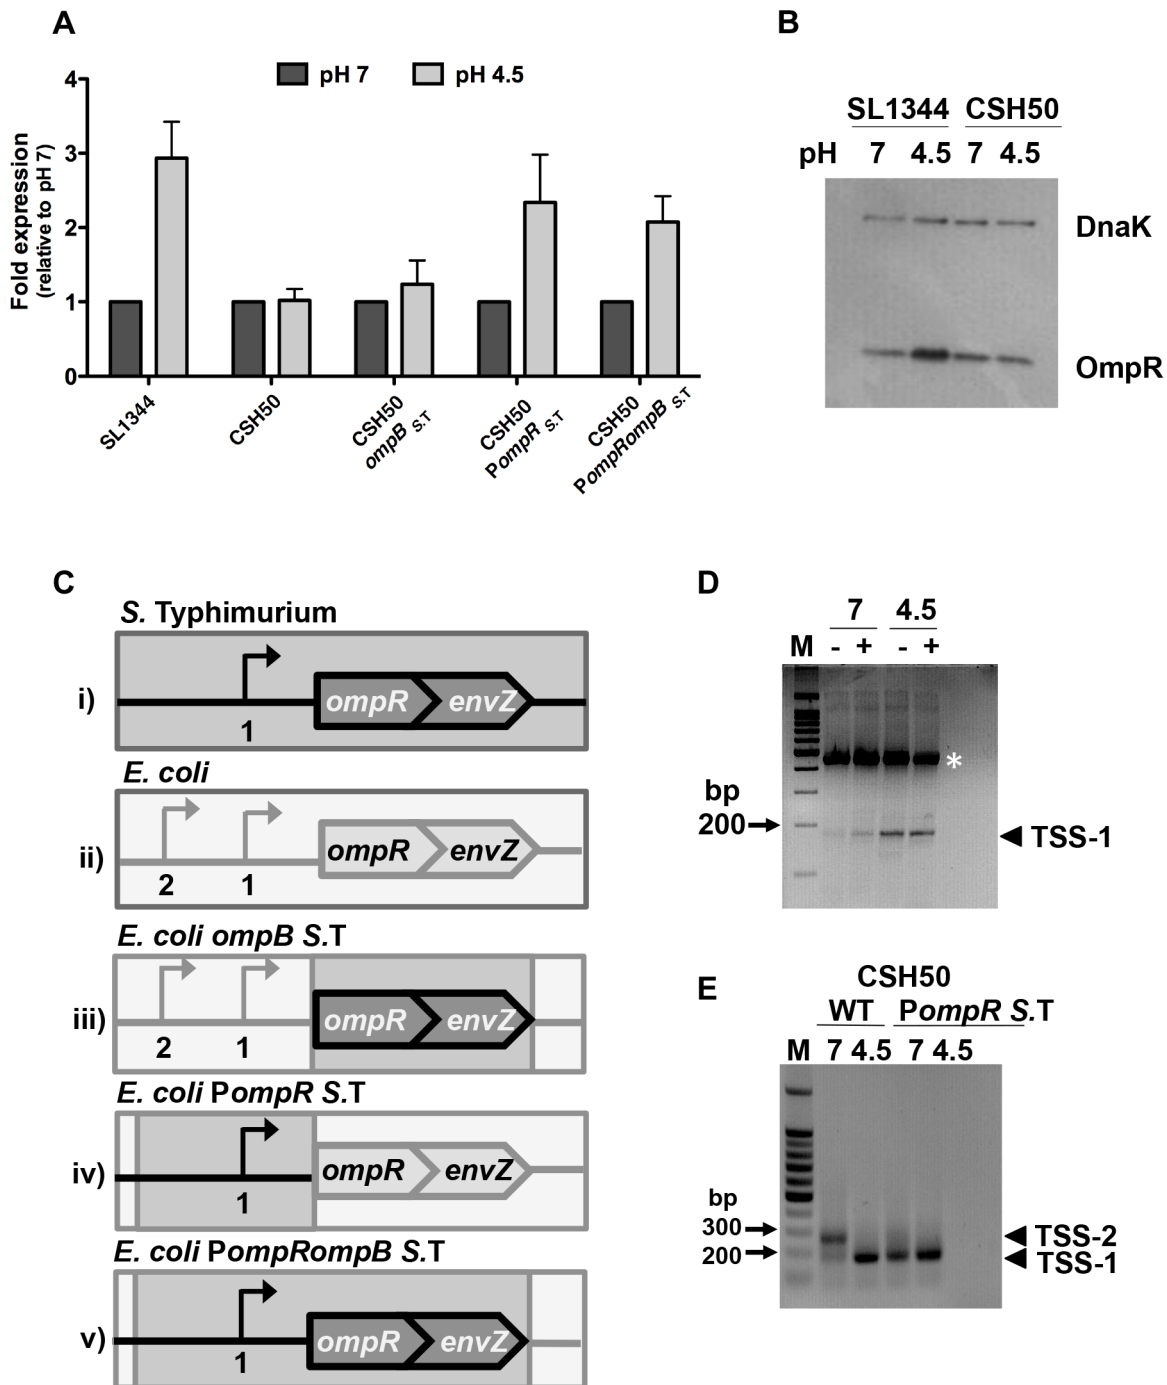 A
pH 7
pH 4.5
Fold expression
(relative to pH 7)
4
3
2
1
0
SL1344
CSH50
CSH50
ompB S.T
CSH50
PompR S.T
CSH50
PompRompB S.T
B
SL1344 CSH50
pH 7 4.5 7 4.5
DnaK
OmpR
C
S. Typhimurium
i)
ompR envZ
1
E. coli
ii)
ompR envZ
2 1
E. coli ompB S.T
iii)
ompR envZ
2 1
E. coli PompR S.T
iv)
ompR envZ
1
E. coli PompRompB S.T
v)
ompR envZ
1
D
7 4.5
M - + - +
*
bp
200
TSS-1
E
CSH50
WT PompR S.T
M 7 4.5 7 4.5
bp
300
200
TSS-2
TSS-1